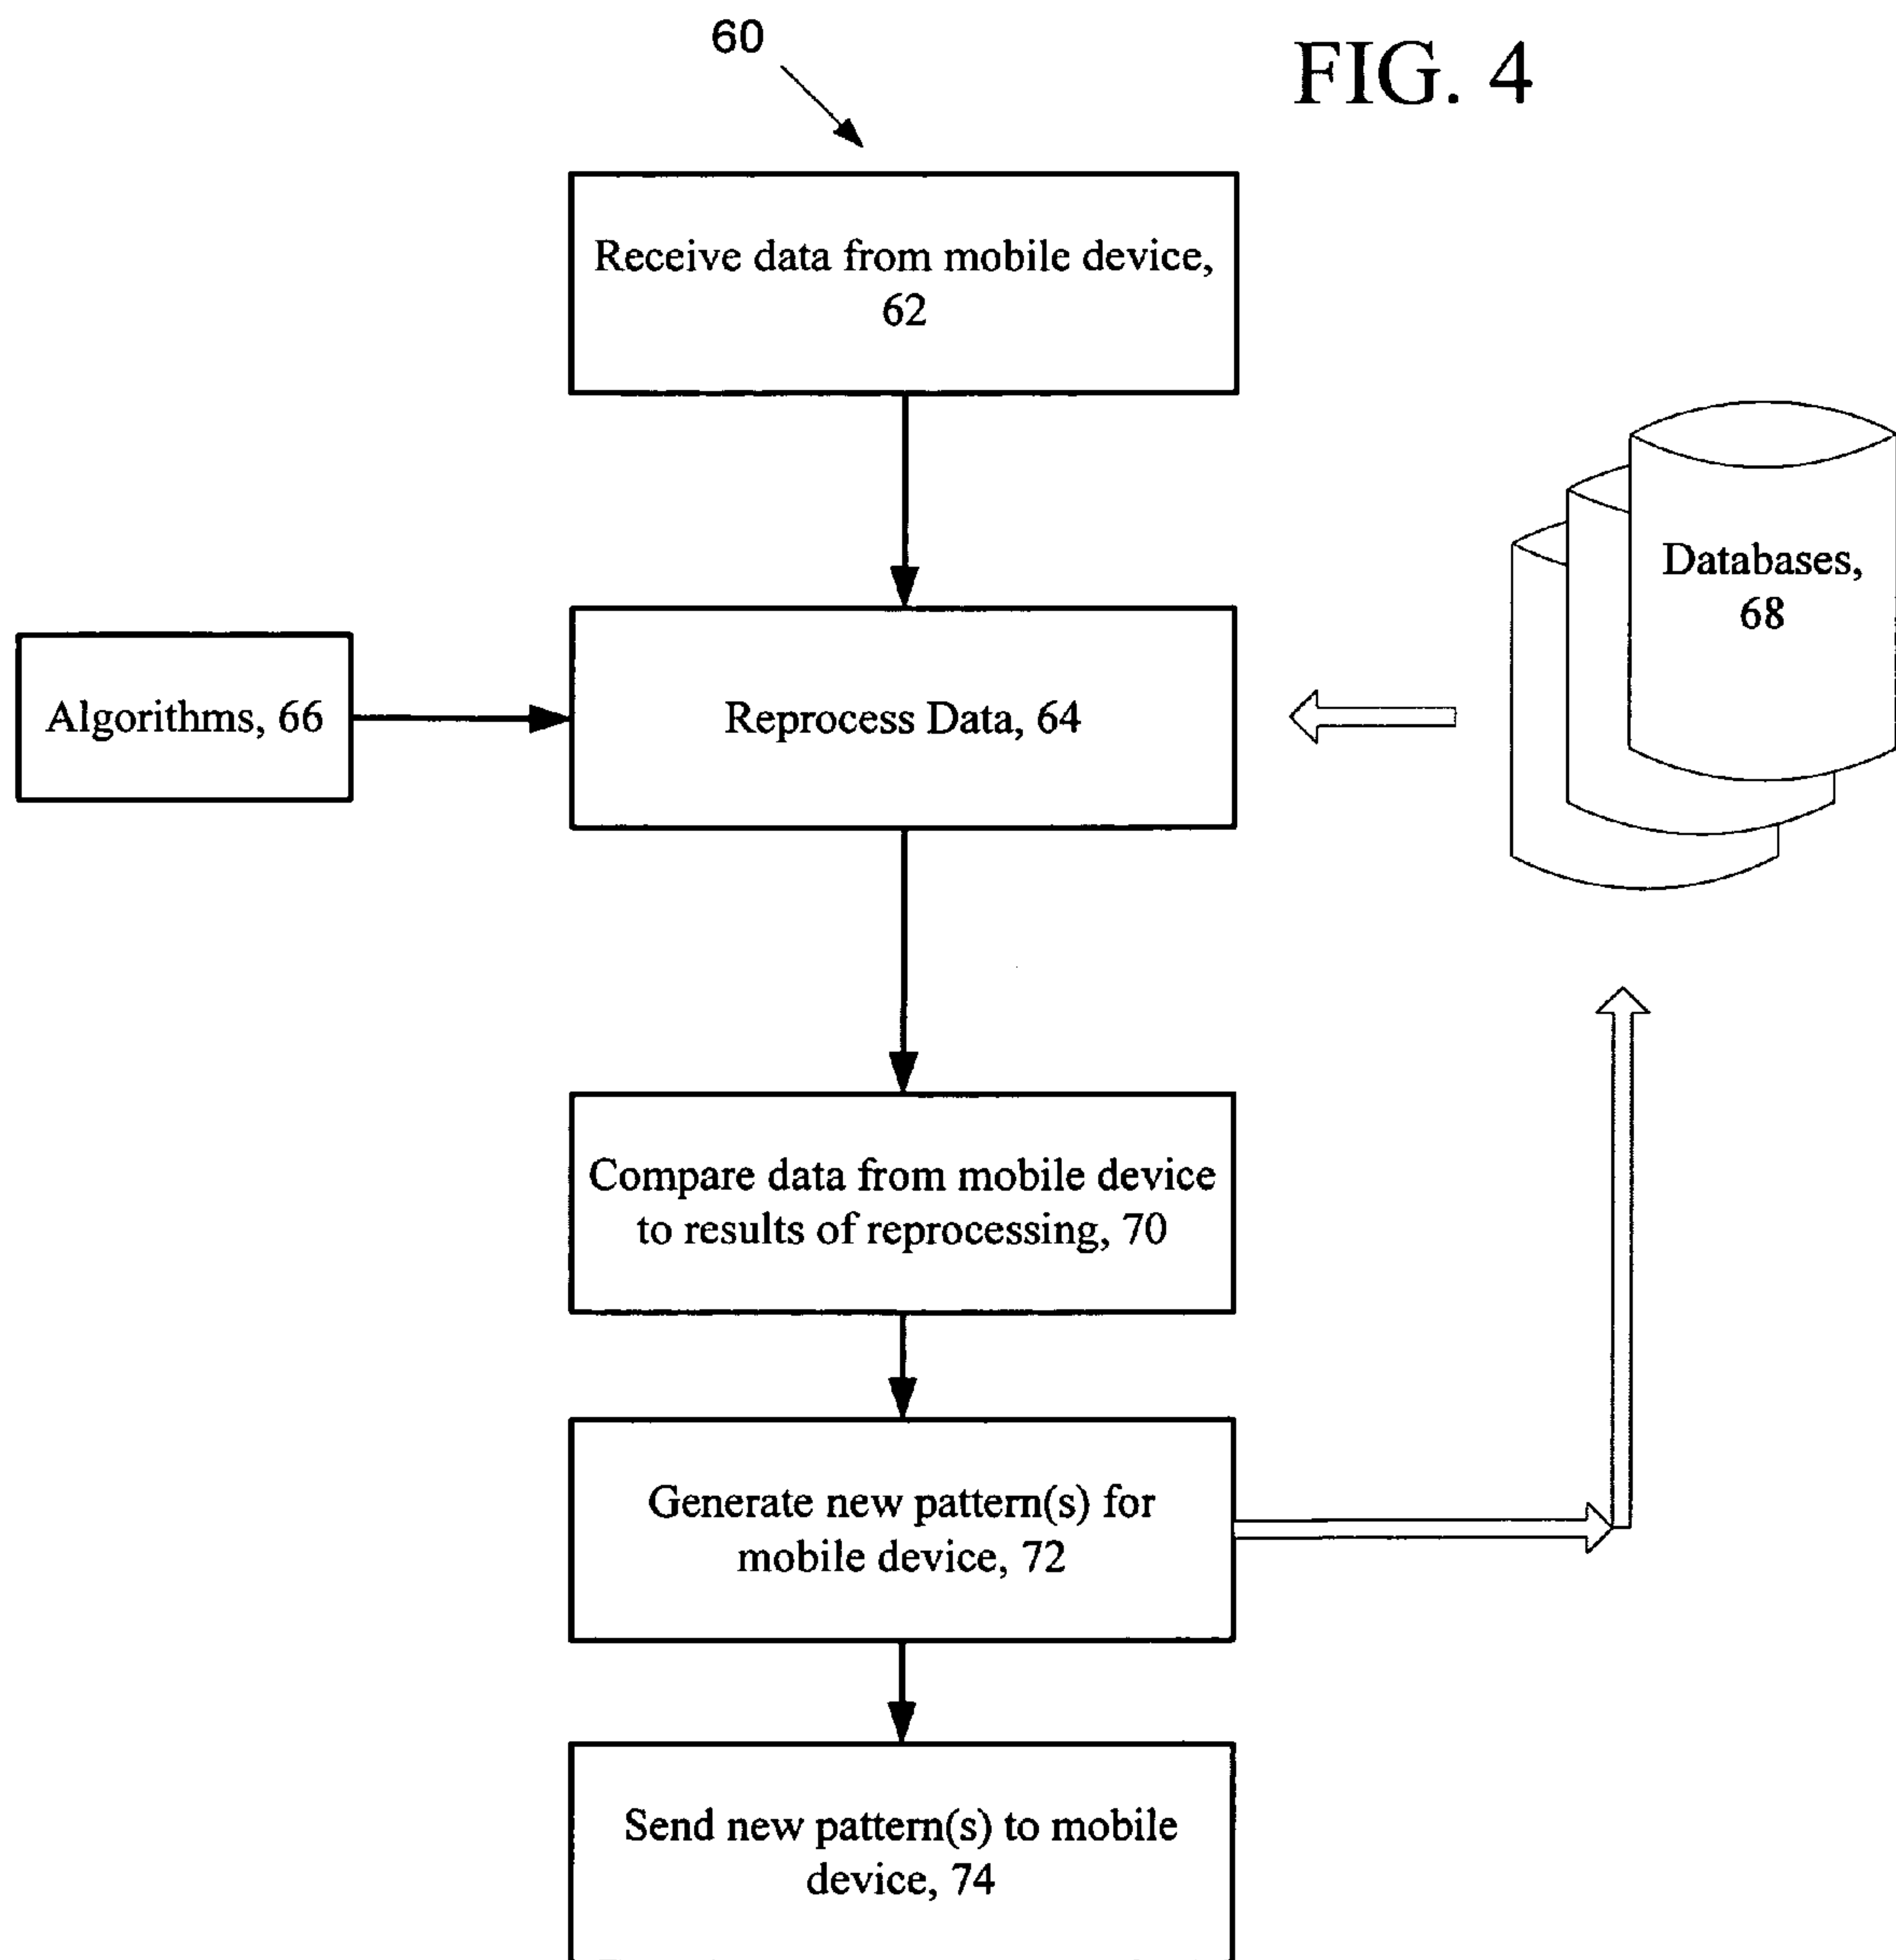 60
FIG. 4
Receive data from mobile device,
62
Databases,
68
Algorithms, 66
Reprocess Data, 64
Compare data from mobile device
to results of reprocessing, 70
Generate new pattern(s) for
mobile device, 72
Send new pattern(s) to mobile
device, 74